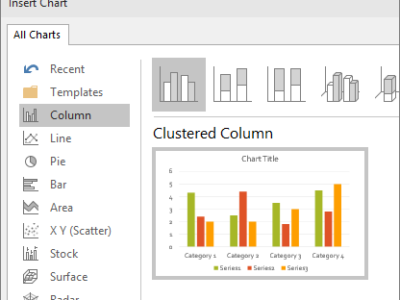 Insert Chart
All Charts
Recent
Templates
Column
Line
Pie
Bar
Area
X Y (Scatter)
Stock
Surface
Radar
Clustered Column
Chart Title
6
5
4
3
2
1
0
Category 1 Category 2 Category 3 Category 4
Series1 Series2 Series3